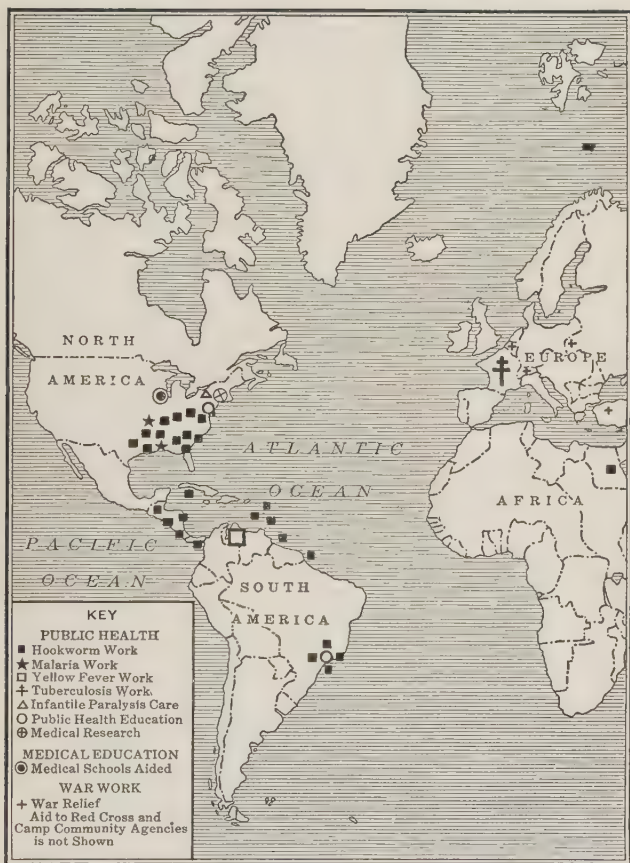 NORTH
AMERICA
EUROPE
ATLANTIC
OCEAN
AFRICA
PACIFIC
OCEAN
SOUTH
AMERICA
KEY
PUBLIC HEALTH
■ Hookworm Work
★ Malaria Work
□ Yellow Fever Work
‡ Tuberculosis Work.
△ Infantile Paralysis Care
○ Public Health Education
⊕ Medical Research
MEDICAL EDUCATION
◉ Medical Schools Aided
WAR WORK
+ War Relief
Aid to Red Cross and
Camp Community Agencies
is not Shown